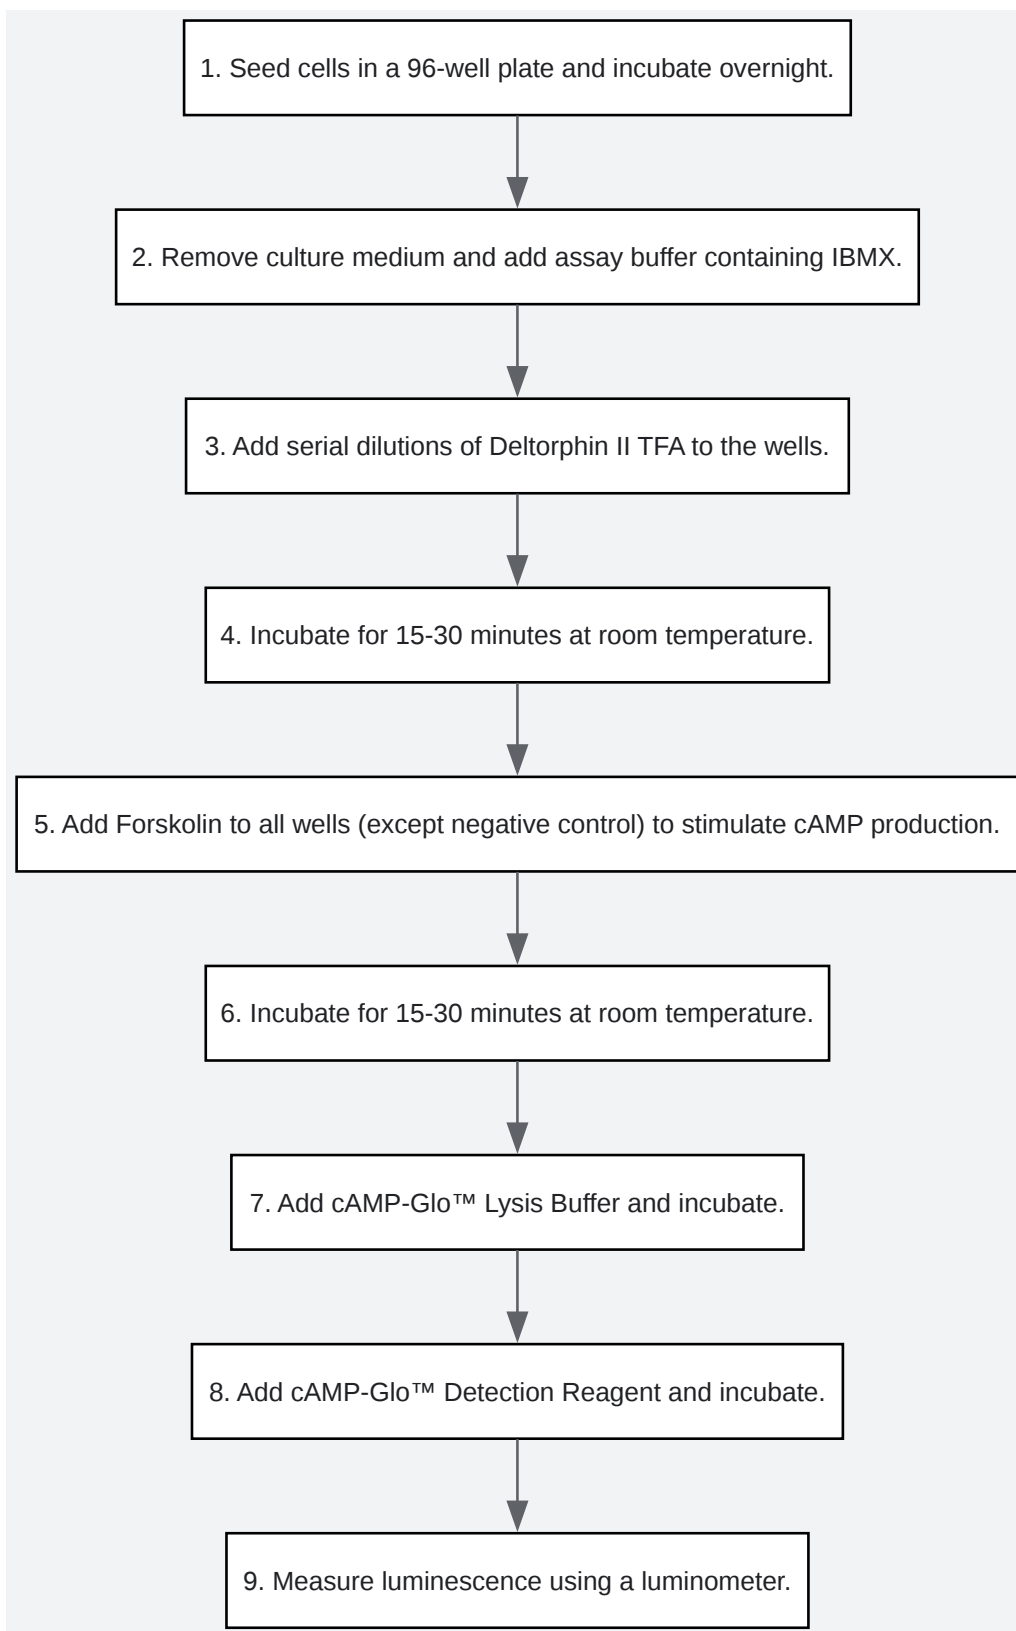 1. Seed cells in a 96-well plate and incubate overnight.
2. Remove culture medium and add assay buffer containing IBMX.
3. Add serial dilutions of Deltorphin II TFA to the wells.
4. Incubate for 15-30 minutes at room temperature.
5. Add Forskolin to all wells (except negative control) to stimulate cAMP production.
6. Incubate for 15-30 minutes at room temperature.
7. Add cAMP-Glo™ Lysis Buffer and incubate.
8. Add cAMP-Glo™ Detection Reagent and incubate.
9. Measure luminescence using a luminometer.